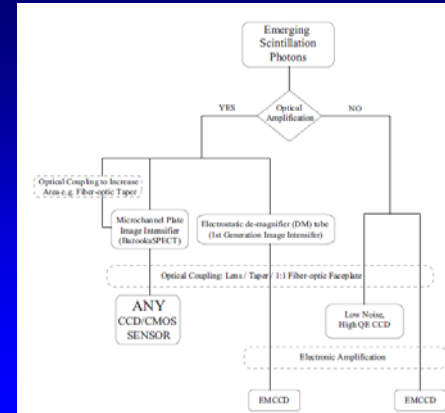 Emerging
Scintillation
Photons
YES
Optical
Amplification
NO
Optical Coupling to Increase
Area e.g. Fiber-optic Taper
Microchannel Plate
Image Intensifier
(BazookaSPECT)
Electrostatic de-magnifier (DM) tube
(1st Generation Image Intensifer)
Optical Coupling: Lens / Taper / 1:1 Fiber-optic Faceplate
ANY
CCD/CMOS
SENSOR
Low Noise,
High QE CCD
Electronic Amplification
EMCCD
EMCCD